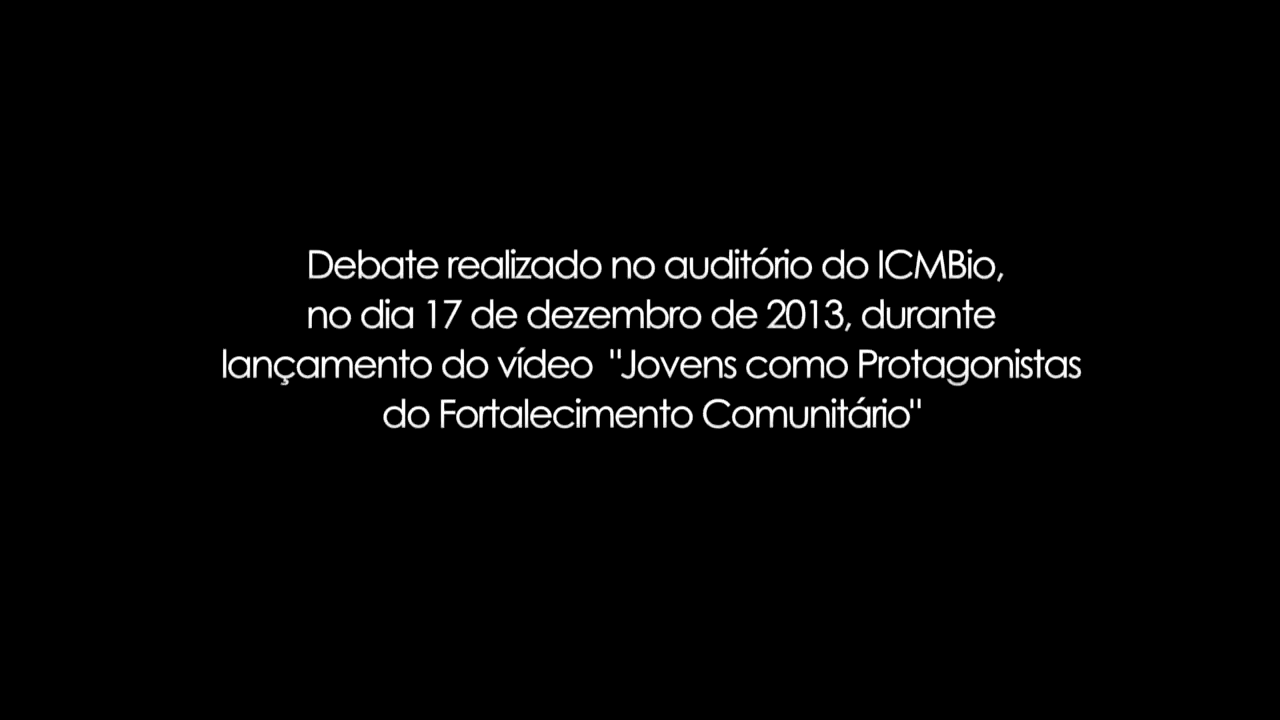 Debate realizado no auditório do ICMBio,
no dia 17 de dezembro de 2013, durante
lançamento do vídeo "Jovens como Protagonistas
do Fortalecimento Comunitário"